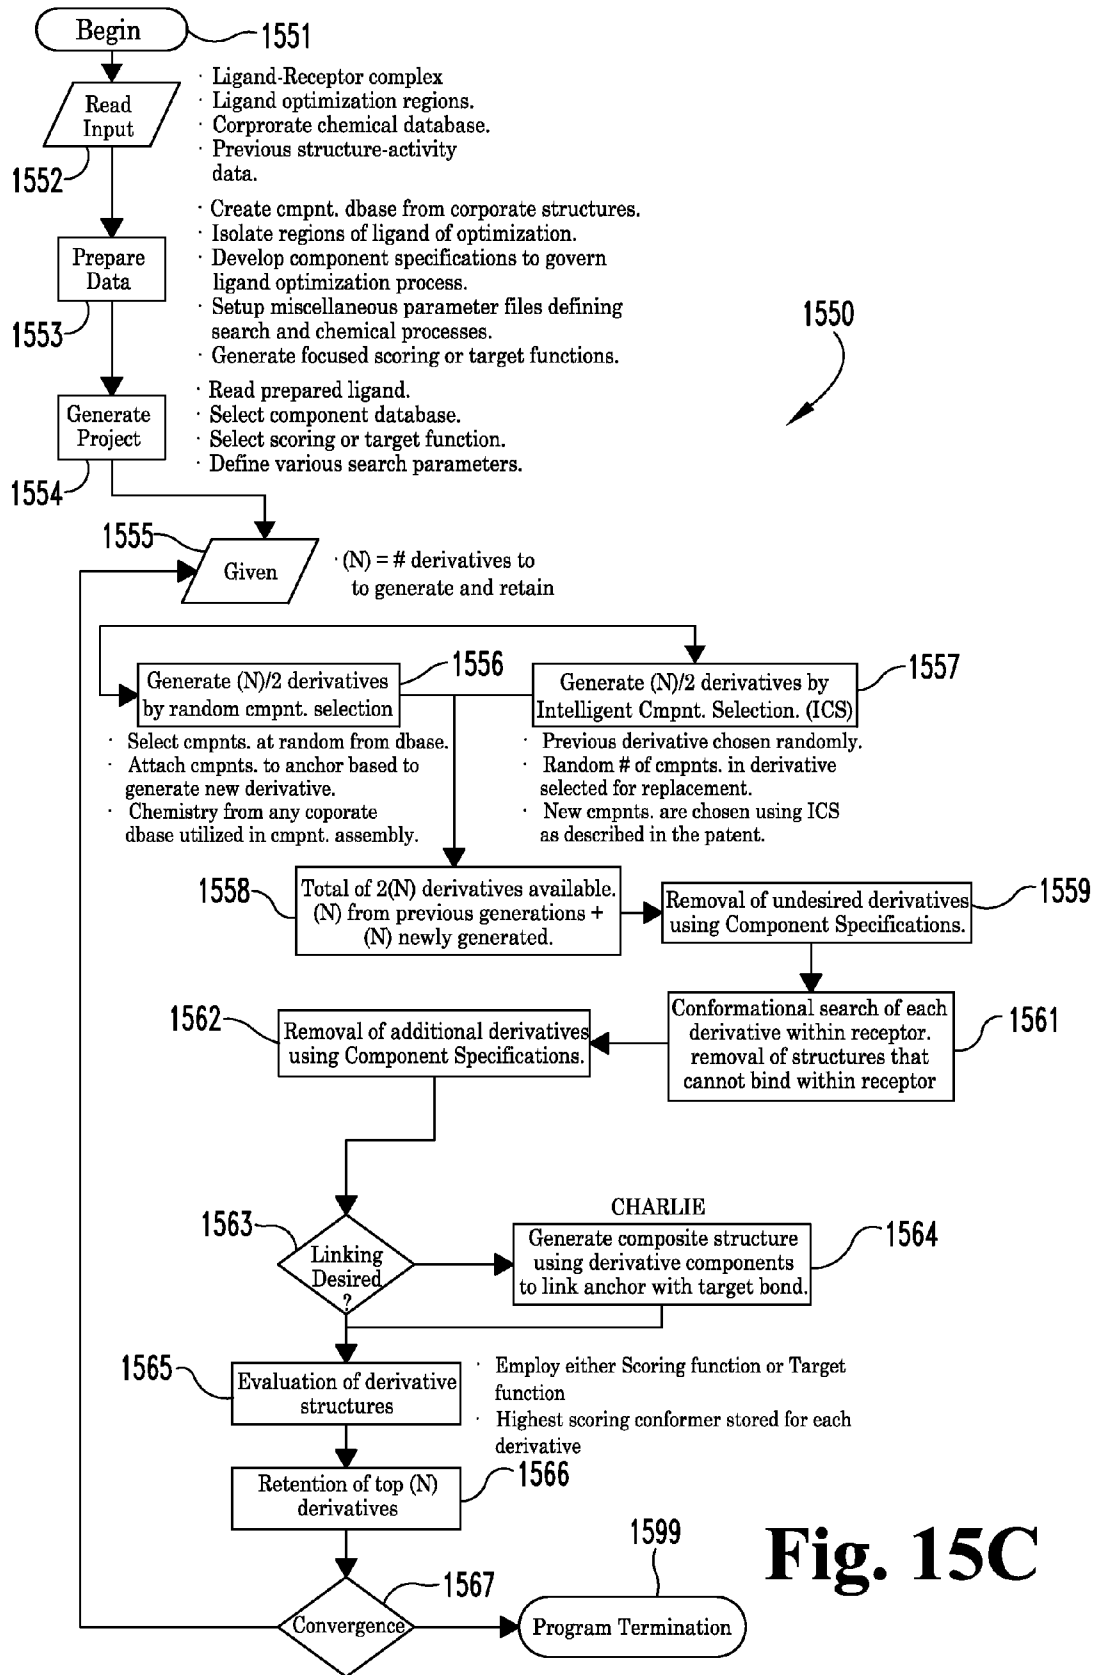 Begin
1551
Read
Input
1552
· Ligand-Receptor complex
· Ligand optimization regions.
· Corprorate chemical database.
· Previous structure-activity
data.
Prepare
Data
1553
· Create cmpnt. dbase from corporate structures.
· Isolate regions of ligand of optimization.
· Develop component specifications to govern
ligand optimization process.
· Setup miscellaneous parameter files defining
search and chemical processes.
· Generate focused scoring or target functions.
1550
Generate
Project
1554
· Read prepared ligand.
· Select component database.
· Select scoring or target function.
· Define various search parameters.
1555
Given
· (N) = # derivatives to
to generate and retain
Generate (N)/2 derivatives
by random cmpnt. selection
1556
· Select cmpnts. at random from dbase.
· Attach cmpnts. to anchor based to
generate new derivative.
· Chemistry from any coporate
dbase utilized in cmpnt. assembly.
Generate (N)/2 derivatives by
Intelligent Cmpnt. Selection. (ICS)
1557
· Previous derivative chosen randomly.
· Random # of cmpnts. in derivative
selected for replacement.
· New cmpnts. are chosen using ICS
as described in the patent.
1558
Total of 2(N) derivatives available.
(N) from previous generations +
(N) newly generated.
Removal of undesired derivatives
using Component Specifications.
1559
Conformational search of each
derivative within receptor.
removal of structures that
cannot bind within receptor
1561
1562
Removal of additional derivatives
using Component Specifications.
1563
Linking
Desired
?
CHARLIE
Generate composite structure
using derivative components
to link anchor with target bond.
1564
1565
Evaluation of derivative
structures
· Employ either Scoring function or Target
function
· Highest scoring conformer stored for each
derivative
Retention of top (N)
derivatives
1566
Convergence
1567
1599
Program Termination
Fig. 15C